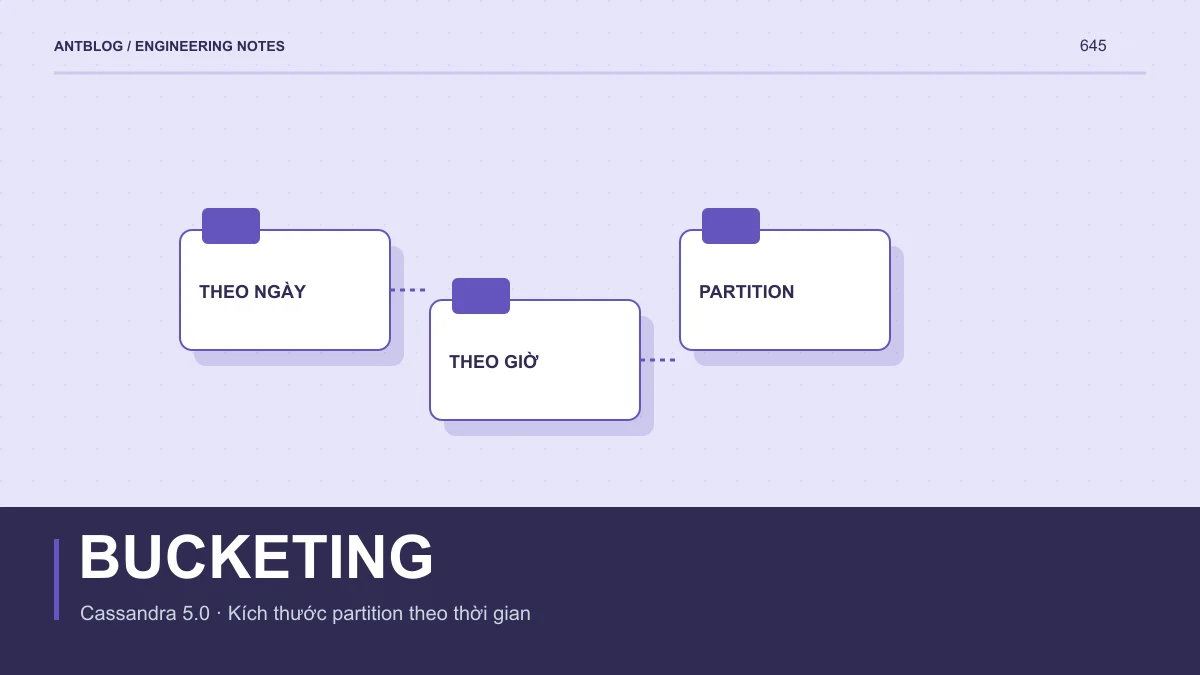 ANTBLOG / ENGINEERING NOTES
645
THEO NGÀY
THEO GIỜ
PARTITION
BUCKETING
Cassandra 5.0 · Kích thước partition theo thời gian